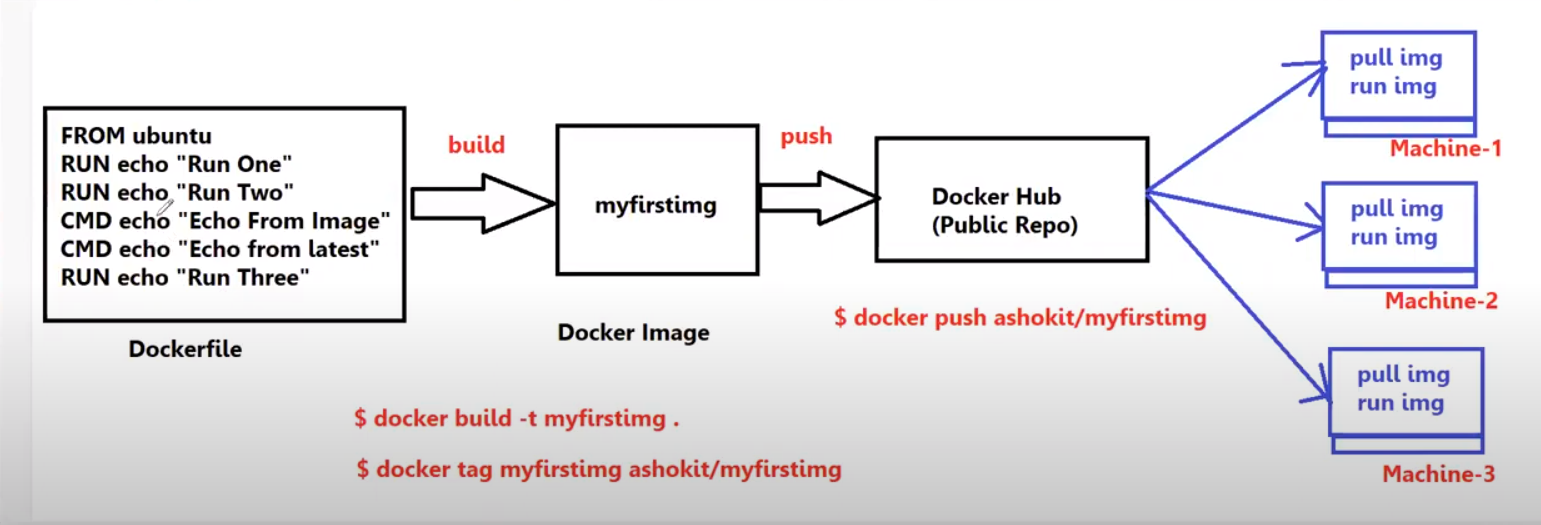 FROM ubuntu
RUN echo "Run One"
RUN echo "Run Two"
CMD echo "Echo From Image"
CMD echo "Echo from latest"
RUN echo "Run Three"
Dockerfile
build
myfirstimg
Docker Image
push
Docker Hub
(Public Repo)
$ docker push ashokit/myfirstimg
pull img
run img
Machine-1
pull img
run img
Machine-2
pull img
run img
Machine-3
$ docker build -t myfirstimg .
$ docker tag myfirstimg ashokit/myfirstimg